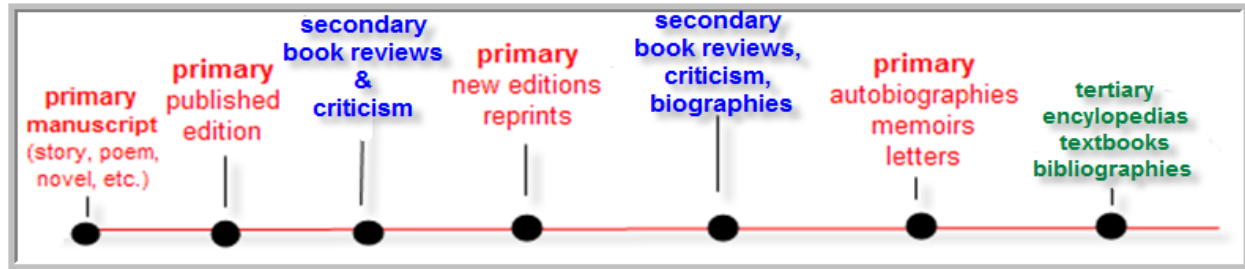 primary
manuscript
(story, poem,
novel, etc.)
primary
published
edition
secondary
book reviews
&
criticism
primary
new editions
reprints
secondary
book reviews,
criticism,
biographies
primary
autobiographies
memoirs
letters
tertiary
encylopedias
textbooks
bibliographies